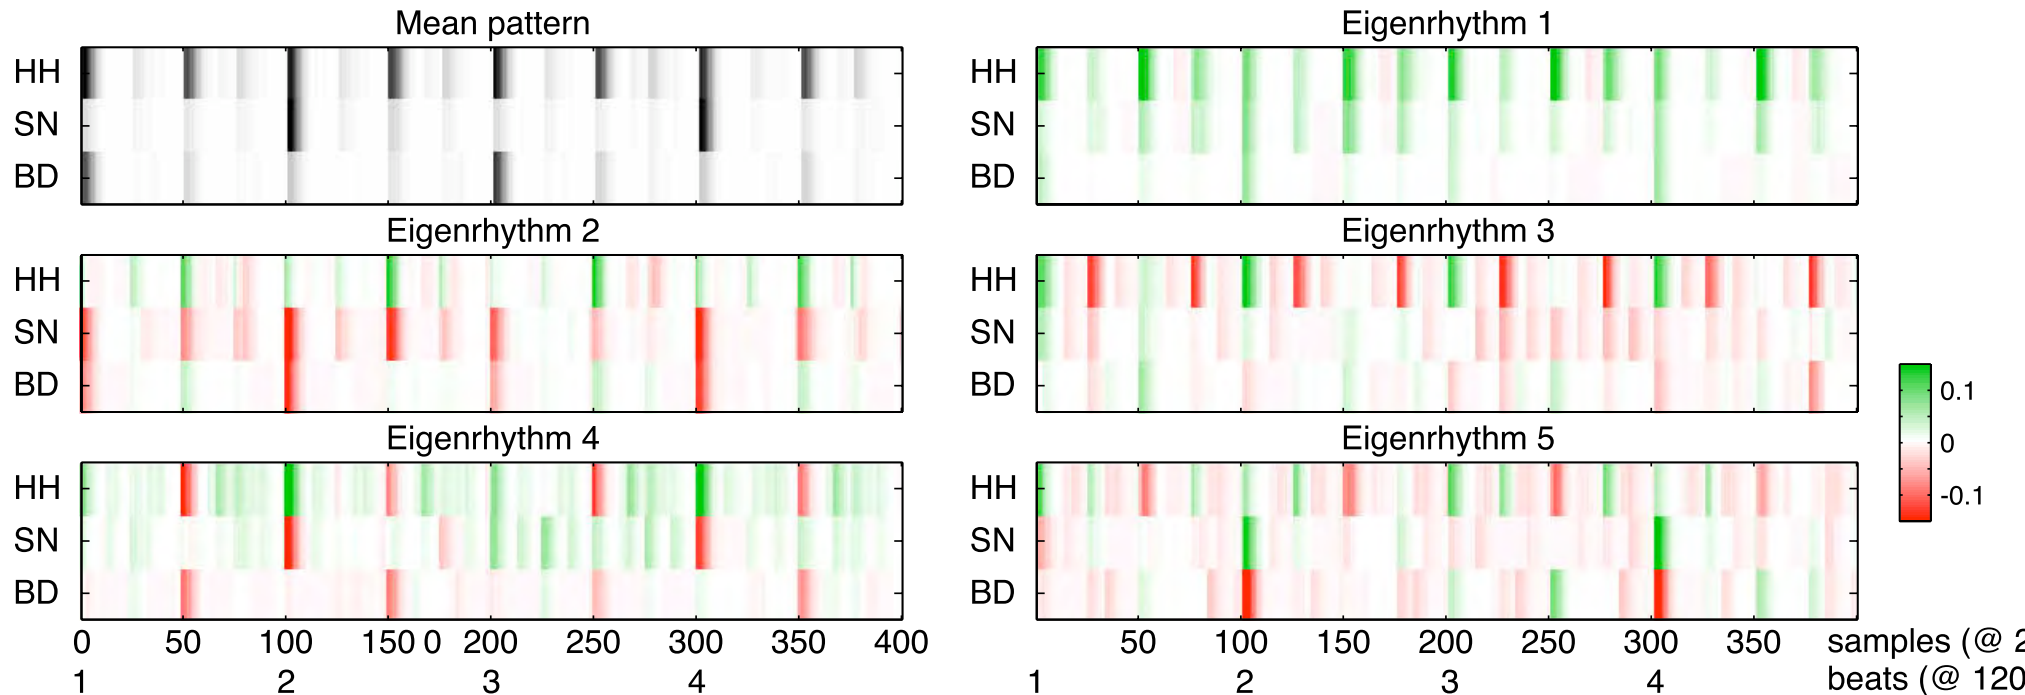 Mean pattern
HH
SN
BD
Eigenrhythm 1
HH
SN
BD
Eigenrhythm 2
HH
SN
BD
Eigenrhythm 3
HH
SN
BD
Eigenrhythm 4
HH
SN
BD
0 50 100 150 0 200 250 300 350 400
1 2 3 4
Eigenrhythm 5
HH
SN
BD
50 100 150 200 250 300 350 samples (@ 2
1 2 3 4 beats (@ 120
0.1
0
-0.1